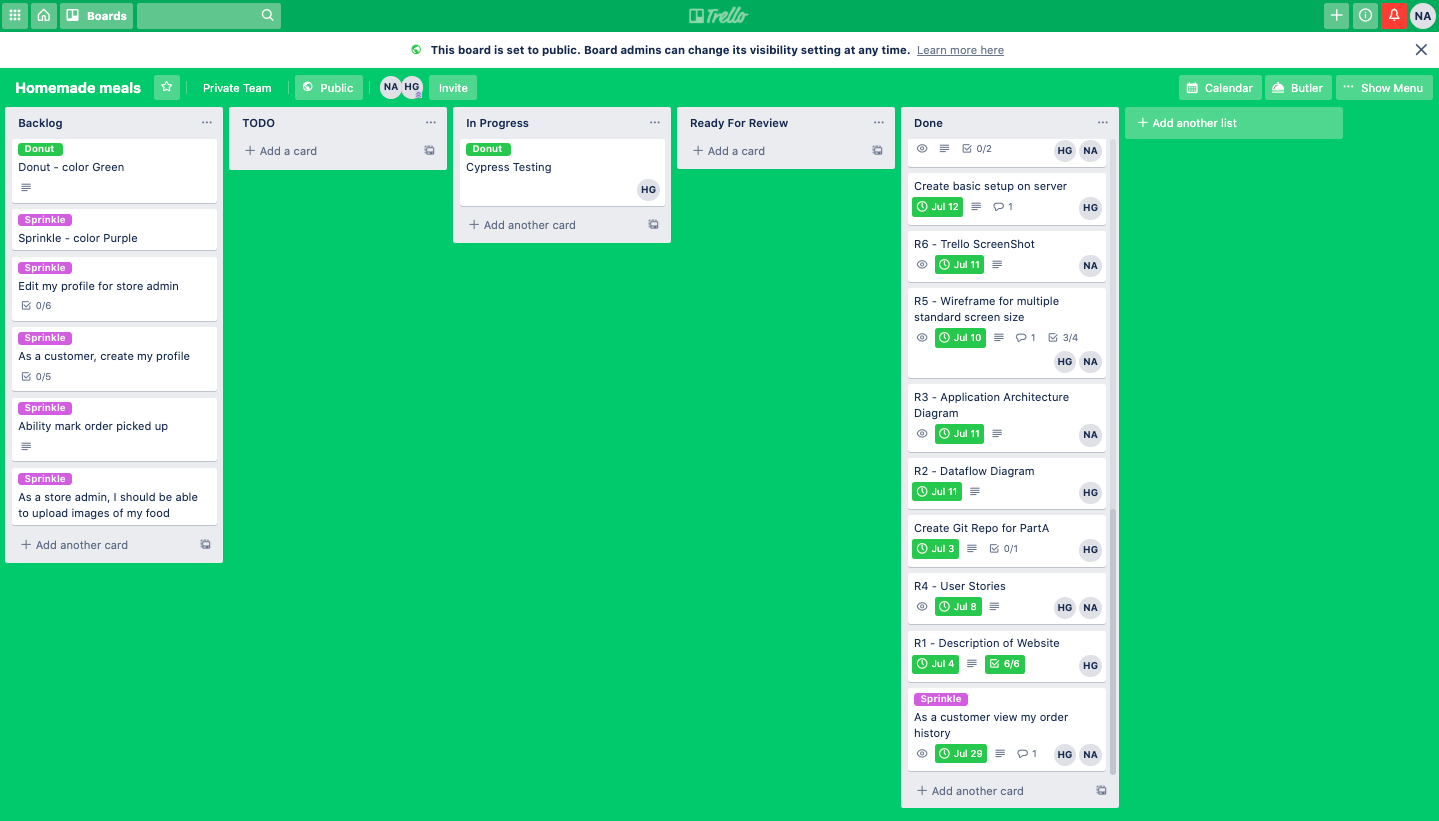 Boards
Trello
NA
This board is set to public. Board admins can change its visibility setting at any time. Learn more here
Homemade meals
Private Team
Public
NA
HG
Invite
Calendar
Butler
Show Menu
Backlog
Donut
Donut - color Green
Sprinkle
Sprinkle - color Purple
Sprinkle
Edit my profile for store admin
0/6
Sprinkle
As a customer, create my profile
0/5
Sprinkle
Ability mark order picked up
Sprinkle
As a store admin, I should be able
to upload images of my food
+ Add another card
TODO
+ Add a card
In Progress
Donut
Cypress Testing
HG
+ Add another card
Ready For Review
+ Add a card
Done
0/2 HG NA
Create basic setup on server
Jul 12 1 HG
R6 - Trello ScreenShot
Jul 11 NA
R5 - Wireframe for multiple
standard screen size
Jul 10 1 3/4
HG NA
R3 - Application Architecture
Diagram
Jul 11 NA
R2 - Dataflow Diagram
Jul 11 HG
Create Git Repo for PartA
Jul 3 0/1 HG
R4 - User Stories
Jul 8 HG NA
R1 - Description of Website
Jul 4 6/6 HG
Sprinkle
As a customer view my order
history
Jul 29 1 HG NA
+ Add another card
+ Add another list